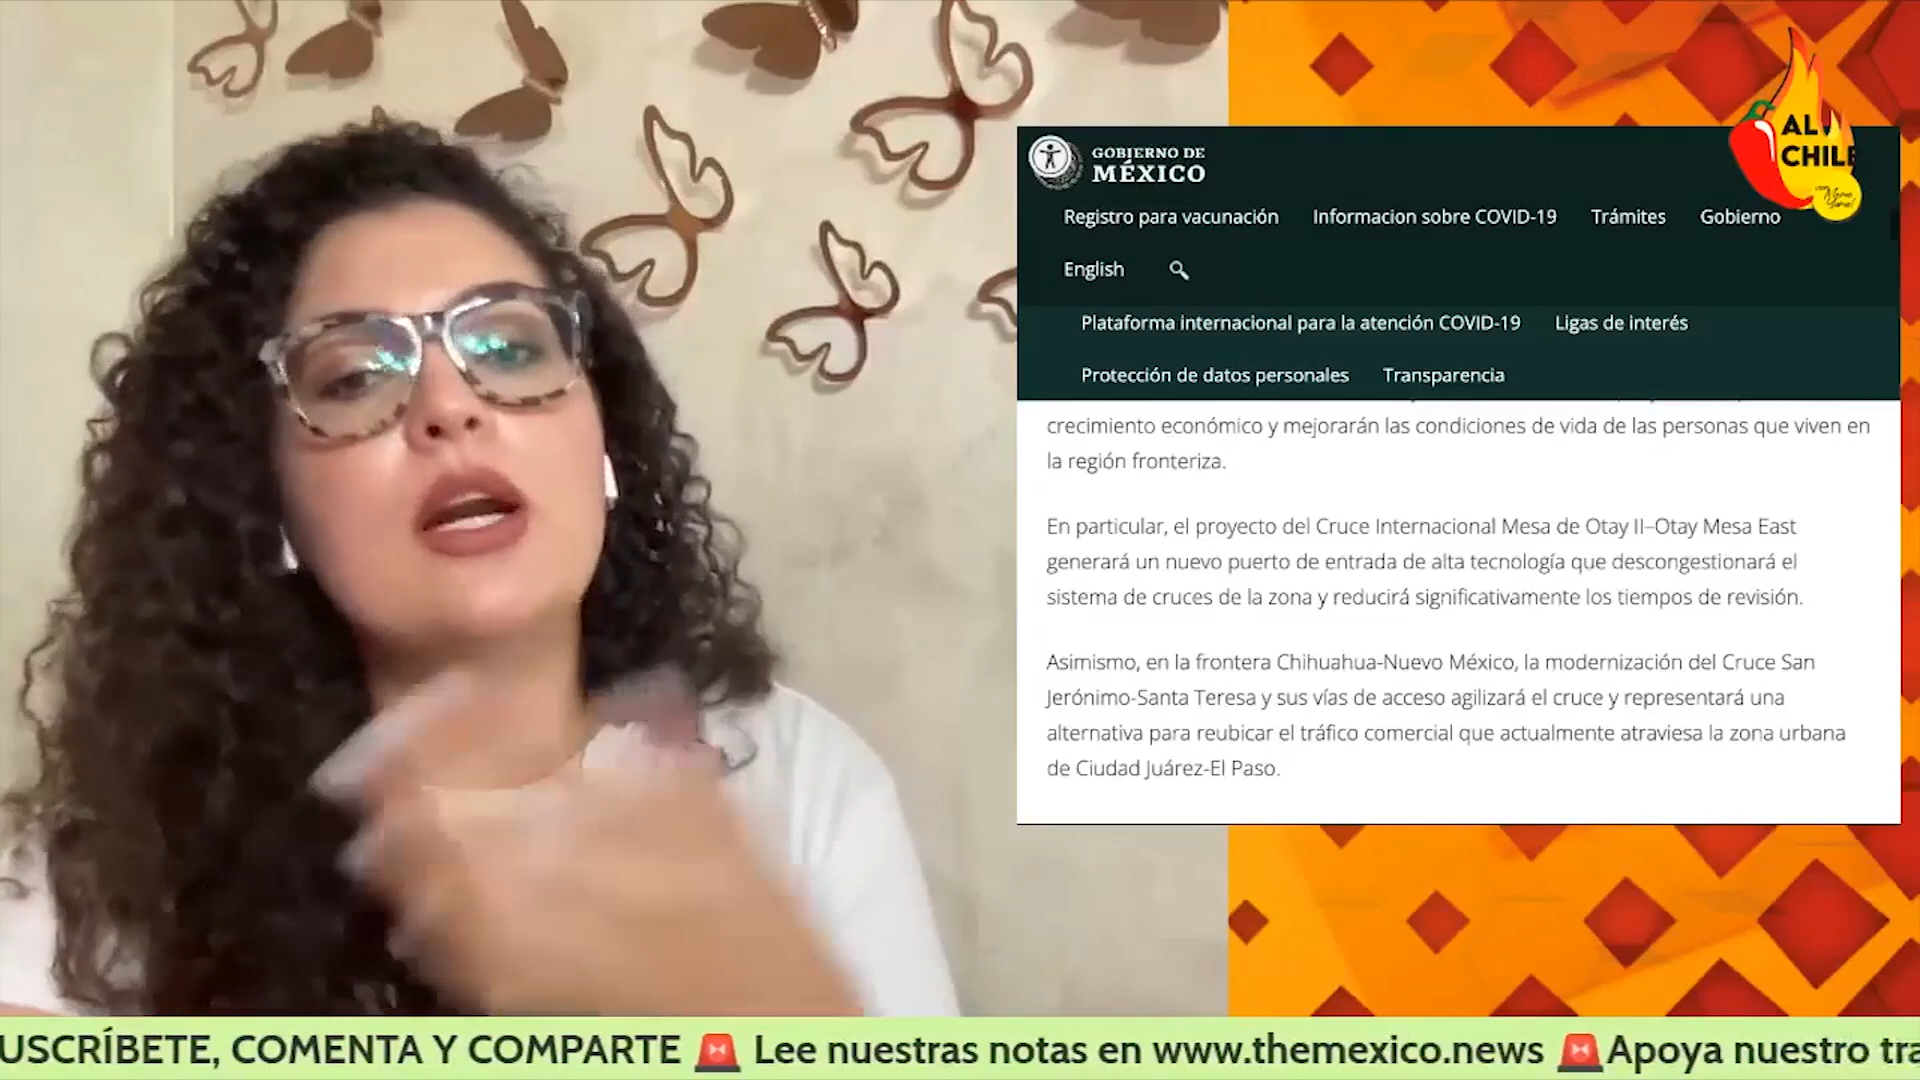 AL
CHILE
GOBIERNO DE
MÉXICO
Registro para vacunación Informacion sobre COVID-19 Trámites Gobierno
English
Plataforma internacional para la atención COVID-19 Ligas de interés
Protección de datos personales Transparencia
crecimiento económico y mejorarán las condiciones de vida de las personas que viven en
la región fronteriza.
En particular, el proyecto del Cruce Internacional Mesa de Otay II–Otay Mesa East
generará un nuevo puerto de entrada de alta tecnología que descongestionará el
sistema de cruces de la zona y reducirá significativamente los tiempos de revisión.
Asimismo, en la frontera Chihuahua-Nuevo México, la modernización del Cruce San
Jerónimo-Santa Teresa y sus vías de acceso agilizará el cruce y representará una
alternativa para reubicar el tráfico comercial que actualmente atraviesa la zona urbana
de Ciudad Juárez-El Paso.
USCRÍBETE, COMENTA Y COMPARTE 🚨 Lee nuestras notas en www.themexico.news 🚨Apoya nuestro tra